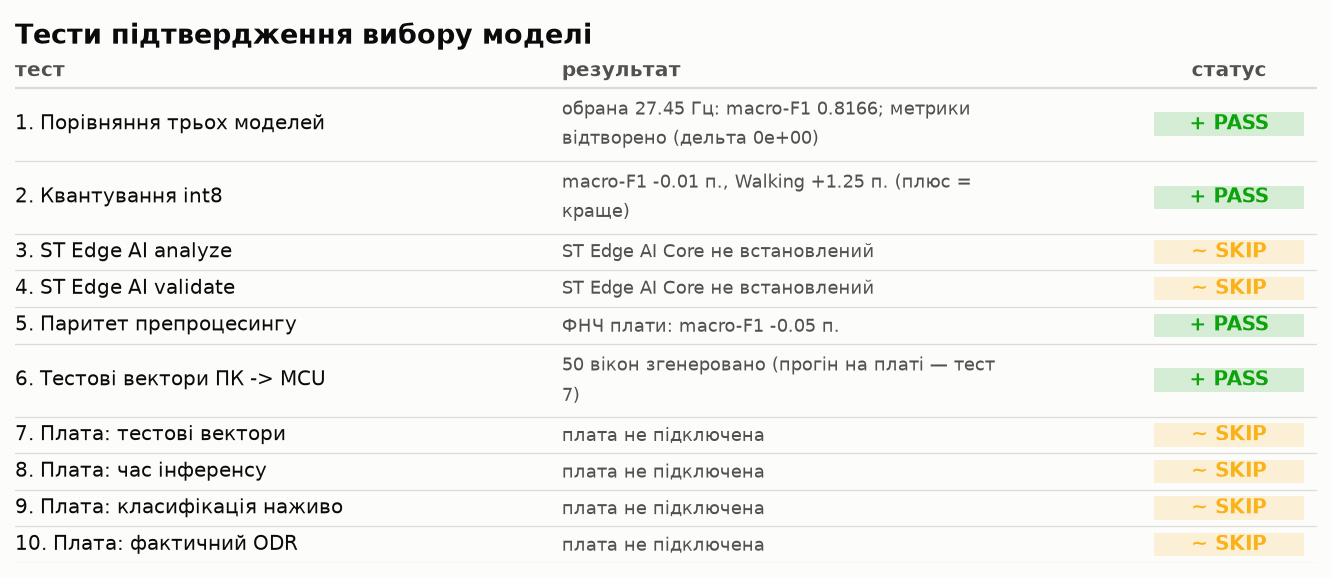 Тести підтвердження вибору моделі
тест результат статус
1. Порівняння трьох моделей обрана 27.45 Гц: macro-F1 0.8166; метрики
відтворено (дельта 0e+00) + PASS
2. Квантування int8 macro-F1 -0.01 п., Walking +1.25 п. (плюс =
краще) + PASS
3. ST Edge AI analyze ST Edge AI Core не встановлений ~ SKIP
4. ST Edge AI validate ST Edge AI Core не встановлений ~ SKIP
5. Паритет препроцесингу ФНЧ плати: macro-F1 -0.05 п. + PASS
6. Тестові вектори ПК -> MCU 50 вікон згенеровано (прогін на платі — тест
7) + PASS
7. Плата: тестові вектори плата не підключена ~ SKIP
8. Плата: час інференсу плата не підключена ~ SKIP
9. Плата: класифікація наживо плата не підключена ~ SKIP
10. Плата: фактичний ODR плата не підключена ~ SKIP